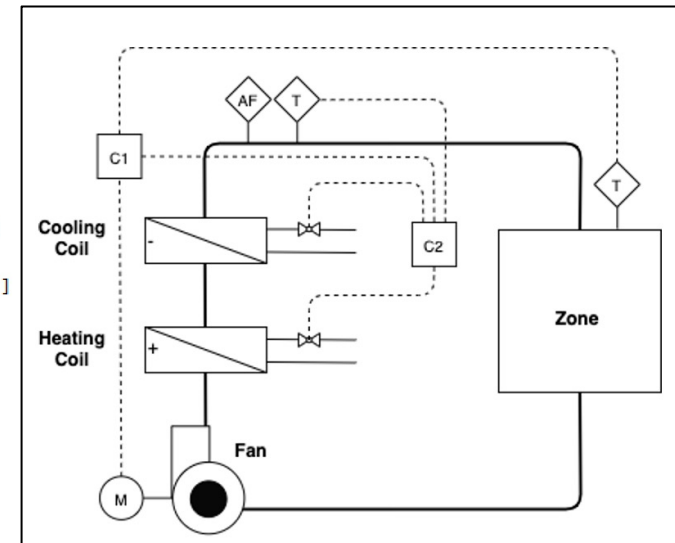 AF
T
C1
T
Cooling
Coil
-
C2
]
Zone
Heating
Coil
+
Fan
M